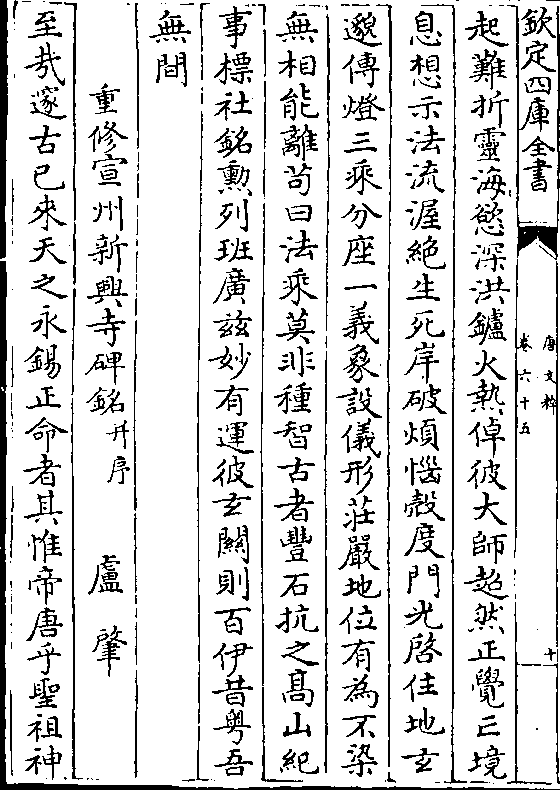 欽定四庫全書
唐文粹
卷六十五
十
起難折靈海慾深洪鑪火熱倬彼大師超然正覺亡境
息想示法流渥絶生死岸破煩惱殻度門光啓住地玄
邈傳燈三乘分座一義象設儀形莊嚴地位有為不染
無相能離茍曰法乘莫非種智古者豐石抗之髙山紀
事標社銘勲列班廣兹妙有運彼玄關則百伊昔粤吾
無間
重修宣州新興寺碑銘并序 盧肇
至哉邃古已來天之永錫正命者其惟帝唐乎聖祖神